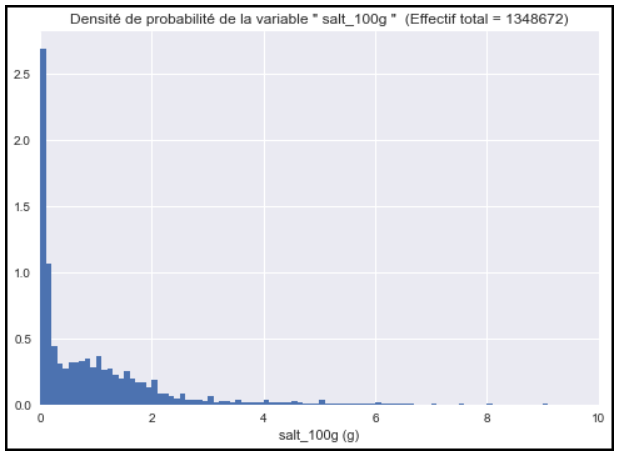 Densité de probabilité de la variable " salt_100g "  (Effectif total = 1348672)
2.5
2.0
1.5
1.0
0.5
0.0
0 2 4 6 8 10
salt_100g (g)